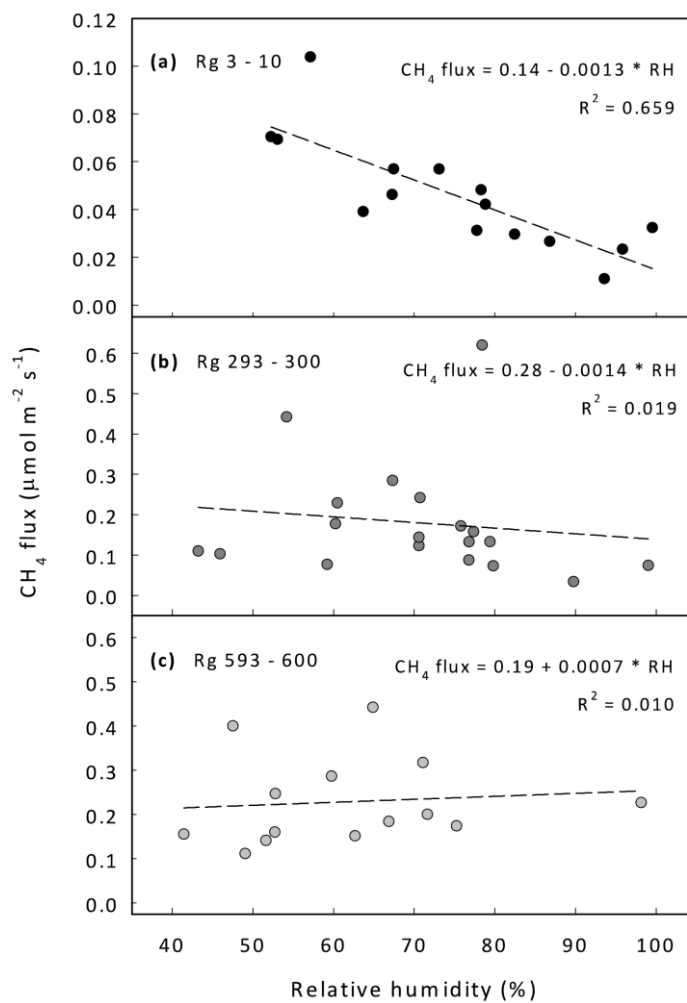 0.12
(a) Rg 3 - 10
CH4 flux = 0.14 - 0.0013 * RH
0.10
R2 = 0.659
0.08
0.06
0.04
0.02
0.00
(b) Rg 293 - 300
CH4 flux = 0.28 - 0.0014 * RH
0.6
R2 = 0.019
0.5
0.4
0.3
0.2
0.1
0.0
CH4 flux (μmol m-2 s-1)
(c) Rg 593 - 600
CH4 flux = 0.19 + 0.0007 * RH
0.6
R2 = 0.010
0.5
0.4
0.3
0.2
0.1
0.0
40 50 60 70 80 90 100
Relative humidity (%)